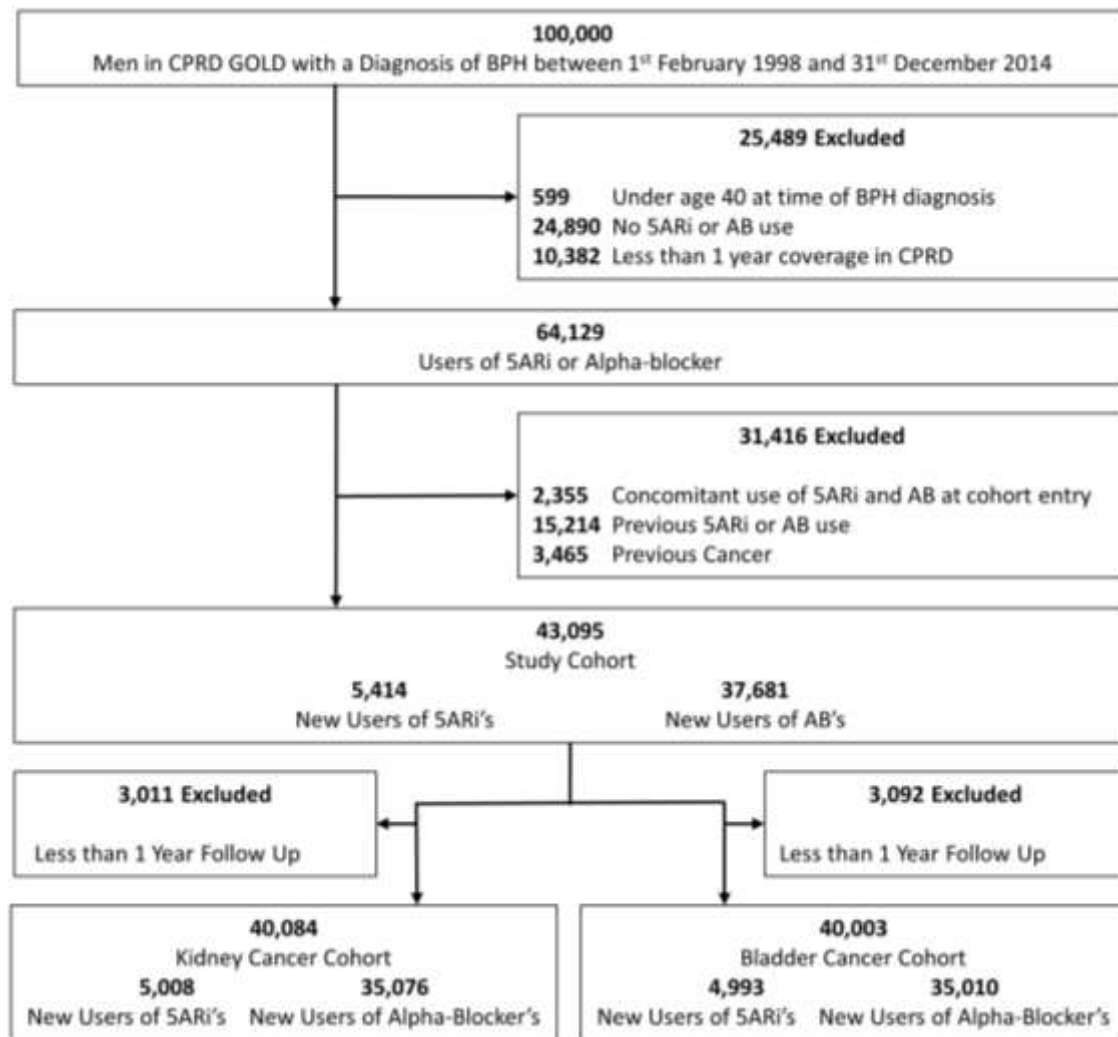 100,000
Men in CPRD GOLD with a Diagnosis of BPH between 1st February 1998 and 31st December 2014
25,489 Excluded
599 Under age 40 at time of BPH diagnosis
24,890 No 5ARi or AB use
10,382 Less than 1 year coverage in CPRD
64,129
Users of 5ARi or Alpha-blocker
31,416 Excluded
2,355 Concomitant use of 5ARi and AB at cohort entry
15,214 Previous 5ARi or AB use
3,465 Previous Cancer
43,095
Study Cohort
5,414 37,681
New Users of 5ARi's New Users of AB's
3,011 Excluded
Less than 1 Year Follow Up
3,092 Excluded
Less than 1 Year Follow Up
40,084
Kidney Cancer Cohort
5,008 35,076
New Users of 5ARi's New Users of Alpha-Blocker's
40,003
Bladder Cancer Cohort
4,993 35,010
New Users of 5ARi's New Users of Alpha-Blocker's